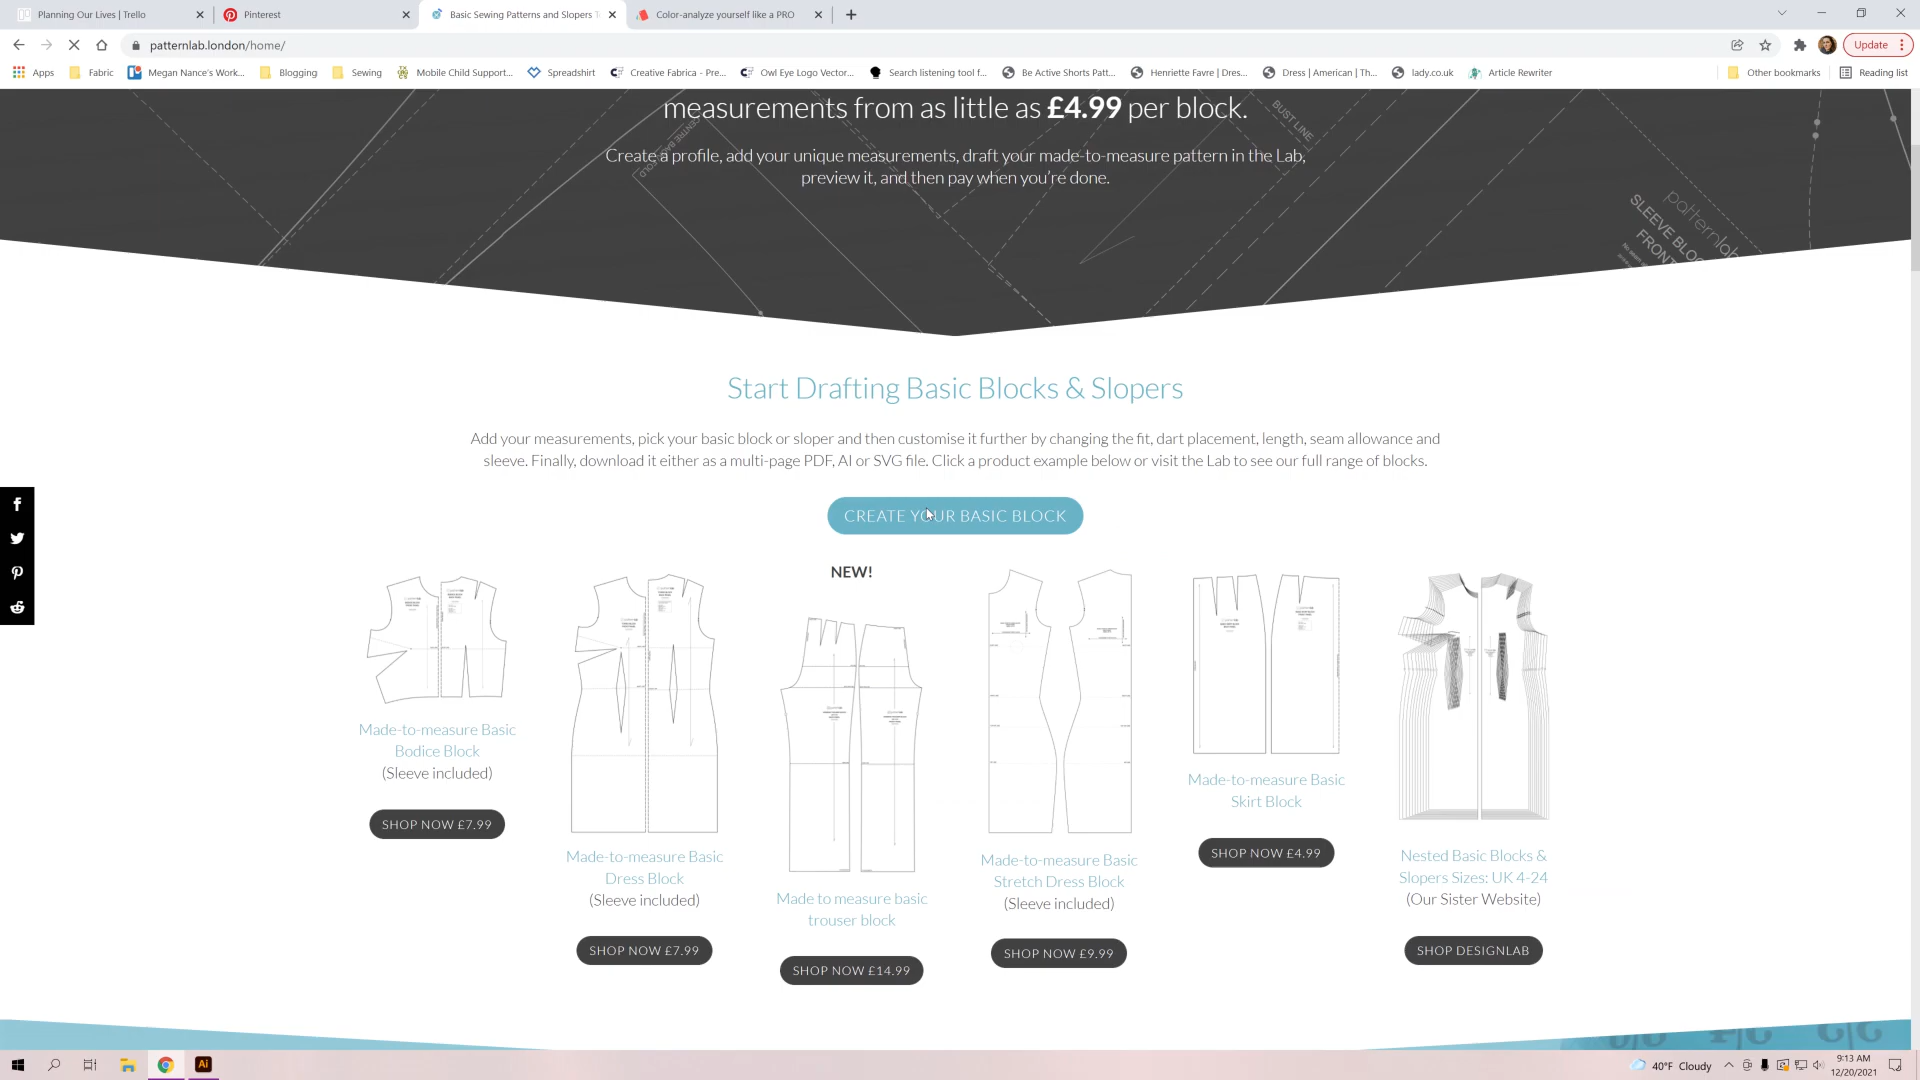 Planning Our Lives | Trello
Pinterest
Basic Sewing Patterns and Slopers T
Color-analyze yourself like a PRO
patternlab.london/home/
Update
Apps
Fabric
Megan Nance's Work...
Blogging
Sewing
Mobile Child Support...
Spreadshirt
Creative Fabrica - Pre...
Owl Eye Logo Vector...
Search listening tool f...
Be Active Shorts Patt...
Henriette Favre | Dres...
Dress | American | Th...
lady.co.uk
Article Rewriter
Other bookmarks
Reading list
measurements from as little as £4.99 per block.
BUST LINE
Create a profile, add your unique measurements, draft your made-to-measure pattern in the Lab,
preview it, and then pay when you're done.
patternlab
SLEEVE BLOC
FRONT
Start Drafting Basic Blocks & Slopers
Add your measurements, pick your basic block or sloper and then customise it further by changing the fit, dart placement, length, seam allowance and
sleeve. Finally, download it either as a multi-page PDF, AI or SVG file. Click a product example below or visit the Lab to see our full range of blocks.
CREATE YOUR BASIC BLOCK
NEW!
Made-to-measure Basic
Bodice Block
(Sleeve included)
SHOP NOW £7.99
Made-to-measure Basic
Dress Block
(Sleeve included)
SHOP NOW £7.99
Made to measure basic
trouser block
SHOP NOW £14.99
Made-to-measure Basic
Stretch Dress Block
(Sleeve included)
SHOP NOW £9.99
Made-to-measure Basic
Skirt Block
SHOP NOW £4.99
Nested Basic Blocks &
Slopers Sizes: UK 4-24
(Our Sister Website)
SHOP DESIGNLAB
Ai
40°F Cloudy
9:13 AM
12/20/2021